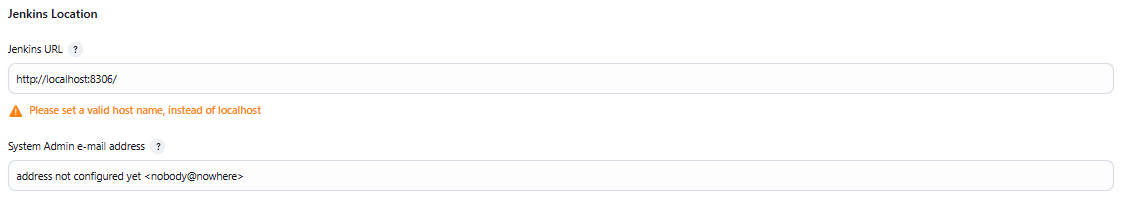 Jenkins Location
Jenkins URL ?
http://localhost:8306/
Please set a valid host name, instead of localhost
System Admin e-mail address ?
address not configured yet <nobody@nowhere>